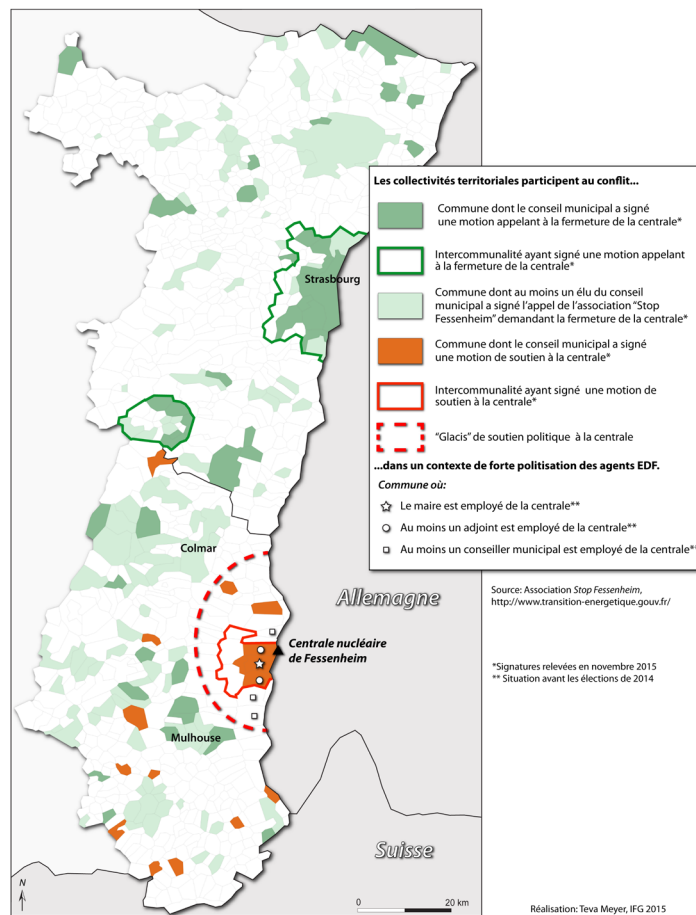 Strasbourg
Colmar
Allemagne
Centrale nucléaire
de Fessenheim
Mulhouse
Suisse
N
0
20 km
Les collectivités territoriales participent au conflit...
Commune dont le conseil municipal a signé
une motion appelant à la fermeture de la centrale*
Intercommunalité ayant signé une motion appelant
à la fermeture de la centrale*
Commune dont au moins un élu du conseil
municipal a signé l'appel de l'association "Stop
Fessenheim" demandant la fermeture de la centrale*
Commune dont le conseil municipal a signé
une motion de soutien à la centrale*
Intercommunalité ayant signé une motion de
soutien à la centrale*
"Glacis" de soutien politique à la centrale
...dans un contexte de forte politisation des agents EDF.
Commune où:
Le maire est employé de la centrale**
Au moins un adjoint est employé de la centrale**
Au moins un conseiller municipal est employé de la centrale**
Source: Association Stop Fessenheim,
http://www.transition-energetique.gouv.fr/
*Signatures relevées en novembre 2015
** Situation avant les élections de 2014
Réalisation: Teva Meyer, IFG 2015